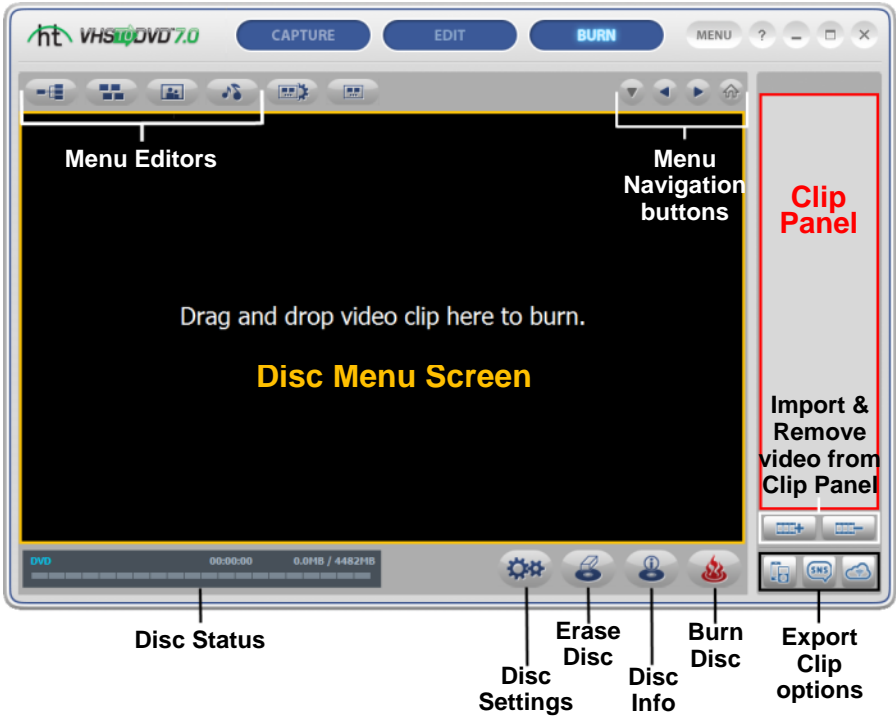 ht VHS TO DVD 7.0
CAPTURE
EDIT
BURN
MENU
?
Menu Editors
Menu
Navigation
buttons
Clip
Panel
Drag and drop video clip here to burn.
Disc Menu Screen
Import &
Remove
video from
Clip Panel
DVD
00:00:00
0.0MB / 4482MB
SNS
Disc Status
Disc
Settings
Erase
Disc
Disc
Info
Burn
Disc
Export
Clip
options